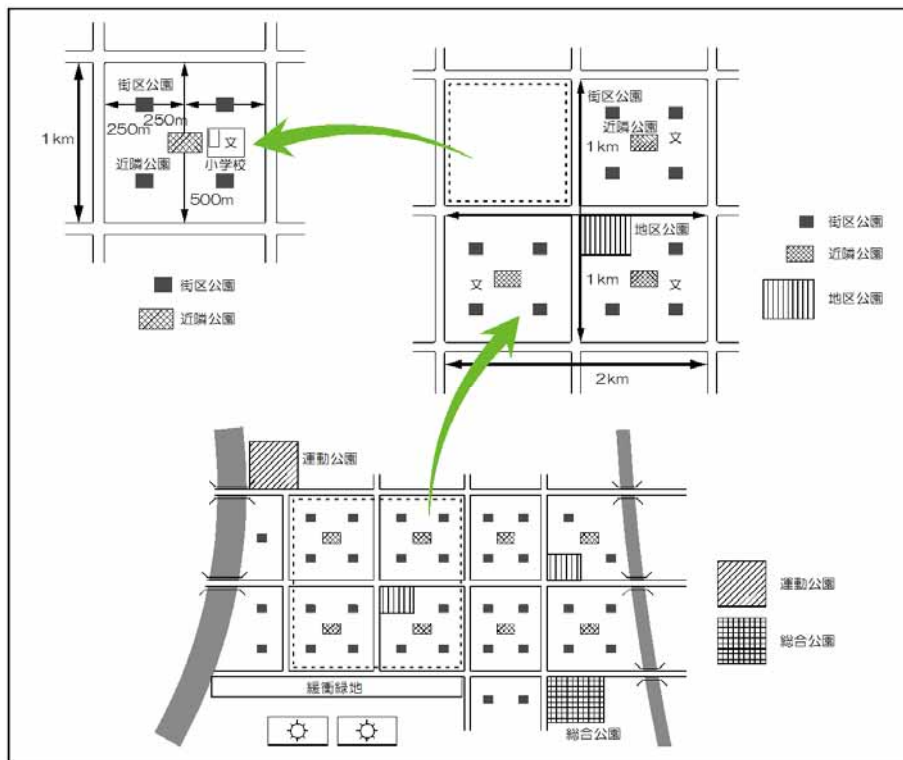 街区公園
1km
250m
250m
文
近隣公園
小学校
500m
街区公園
近隣公園
街区公園
近隣公園
文
1km
地区公園
文
1km
文
2km
街区公園
近隣公園
地区公園
運動公園
緩衝緑地
総合公園
運動公園
総合公園